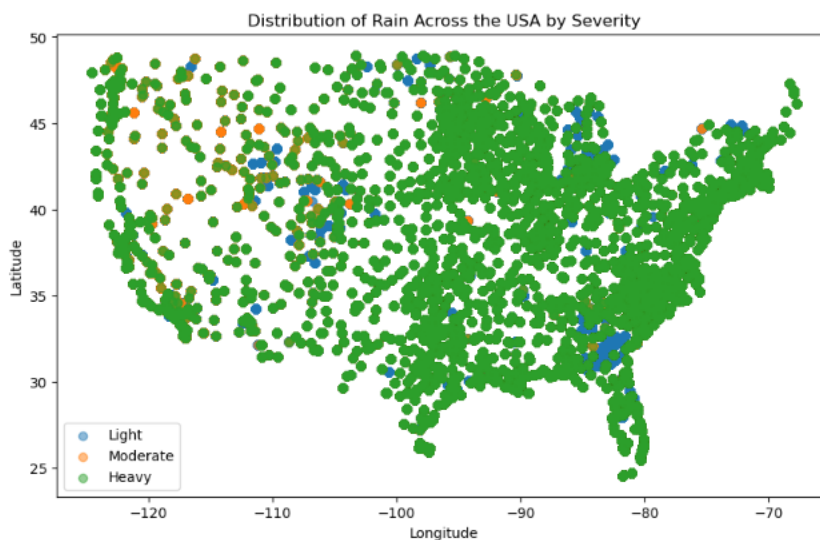 Distribution of Rain Across the USA by Severity
50
45
40
35
30
25
Latitude
Light
Moderate
Heavy
−120
−110
−100
−90
−80
−70
Longitude